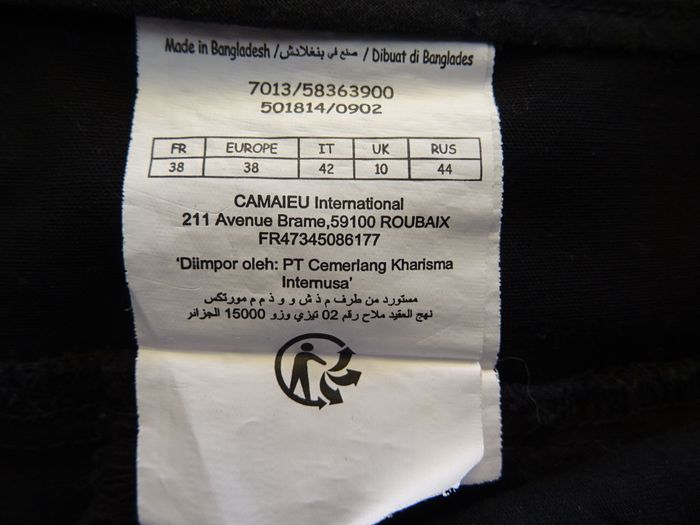 Made in Bangladesh / صنع في بنغلادش / Dibuat di Banglades
7013/58363900
501814/0902
FR EUROPE IT UK RUS
38 38 42 10 44
CAMAIEU International
211 Avenue Brame,59100 ROUBAIX
FR47345086177
'Diimpor oleh: PT Cemerlang Kharisma
Internusa'
مستورد من طرف م ذ ش و و ذ م م مورتكس
نهج العقيد ملاح رقم 02 تيزي وزو 15000 الجزائر